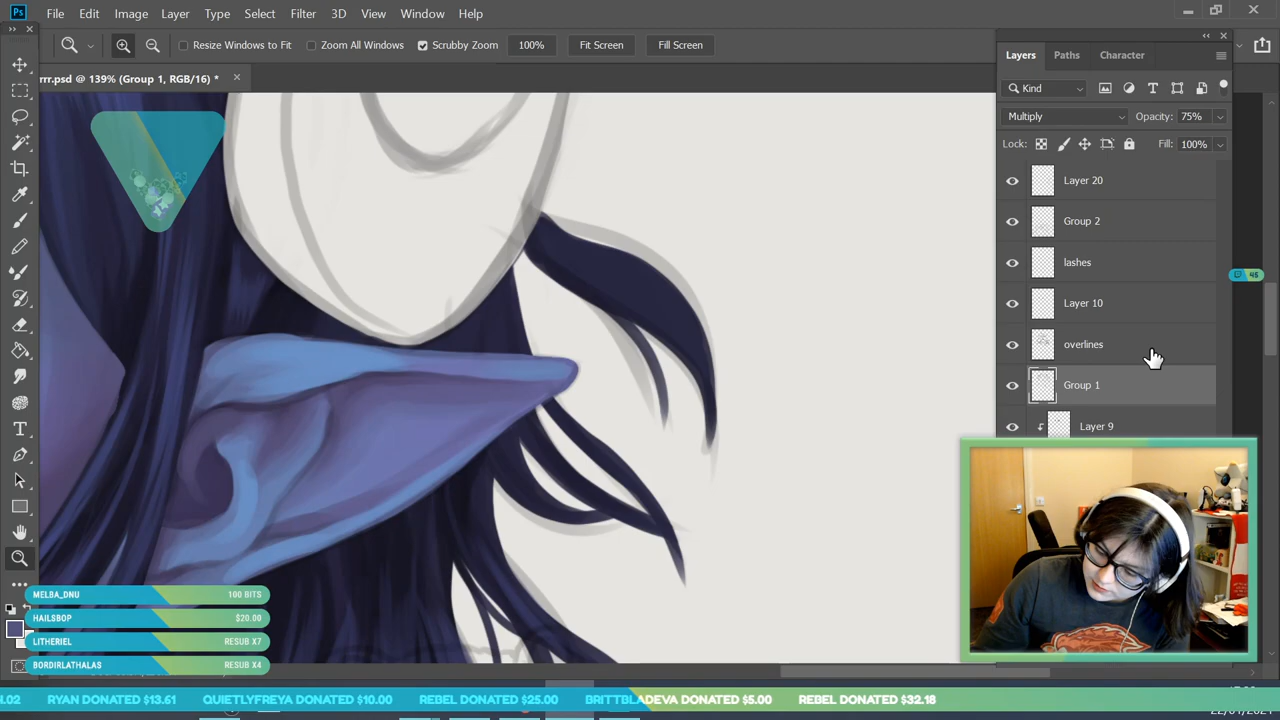 Ps File Edit Image Layer Type Select Filter 3D View Window Help
Resize Windows to Fit Zoom All Windows Scrubby Zoom 100% Fit Screen Fill Screen
rrr.psd @ 139% (Group 1, RGB/16) *
Layers Paths Character
Kind
Multiply Opacity: 75%
Lock: Fill: 100%
Layer 20
Group 2
lashes
Layer 10
overlines
Group 1
Layer 9
45
MELBA_DNU 100 BITS
HAILSBOP $20.00
LITHERIEL RESUB X7
BORDIRLATHALAS RESUB X4
.02 RYAN DONATED $13.61 QUIETLYFREYA DONATED $10.00 REBEL DONATED $25.00 BRITTBLADEVA DONATED $5.00 REBEL DONATED $32.18